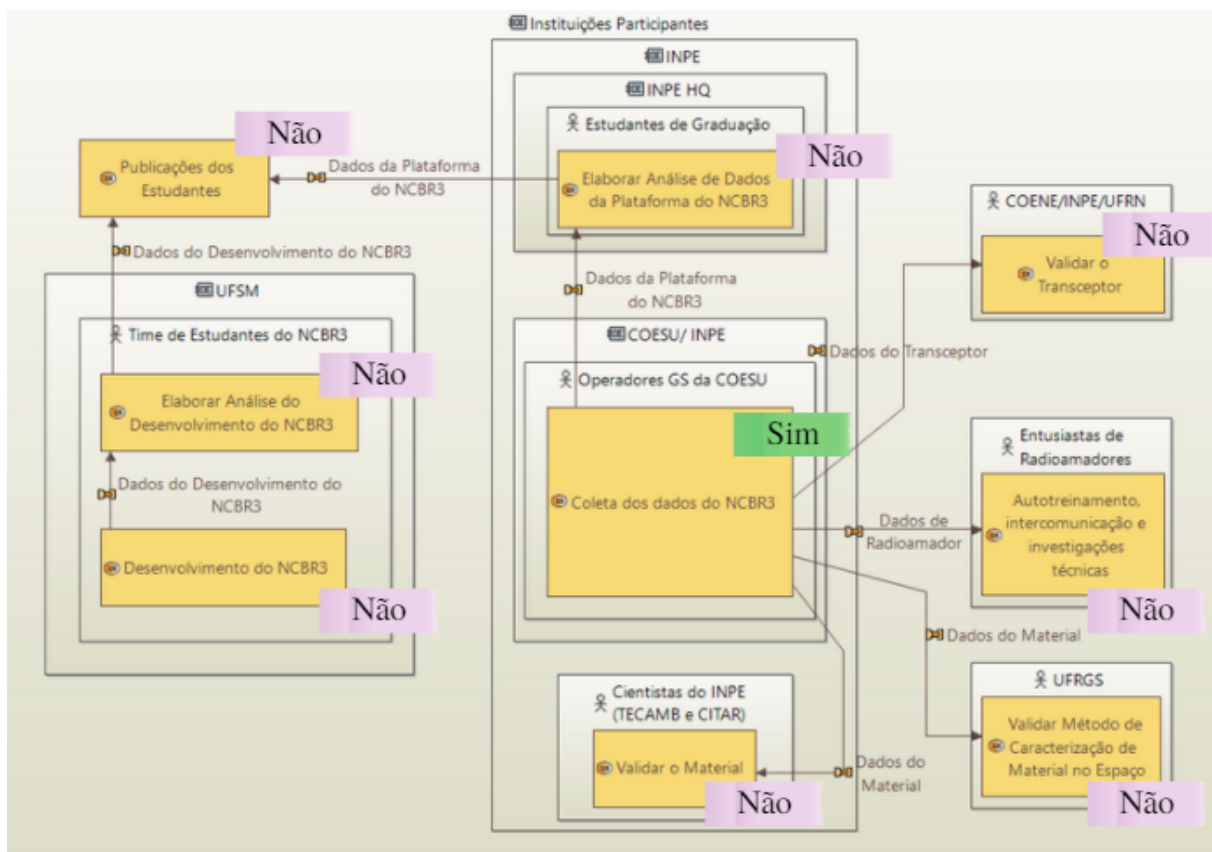 Instituições Participantes
INPE
INPE HQ
Estudantes de Graduação
Não
Elaborar Análise de Dados
da Plataforma do NCBR3
Não
Publicações dos
Estudantes
Dados da Plataforma
do NCBR3
Dados do Desenvolvimento do NCBR3
UFSM
Time de Estudantes do NCBR3
Não
Elaborar Análise do
Desenvolvimento do NCBR3
Dados do Desenvolvimento do
NCBR3
Desenvolvimento do NCBR3
Não
Dados da Plataforma
do NCBR3
COESU/ INPE
Operadores GS da COESU
Sim
Coleta dos dados do NCBR3
Dados do Transceptor
COENE/INPE/UFRN
Não
Validar o
Transceptor
Dados de
Radioamador
Entusiastas de
Radioamadores
Autotreinamento,
intercomunicação e
investigações
técnicas
Não
Dados do Material
UFRGS
Validar Método de
Caracterização de
Material no Espaço
Não
Cientistas do INPE
(TECAMB e CITAR)
Validar o Material
Não
Dados do
Material